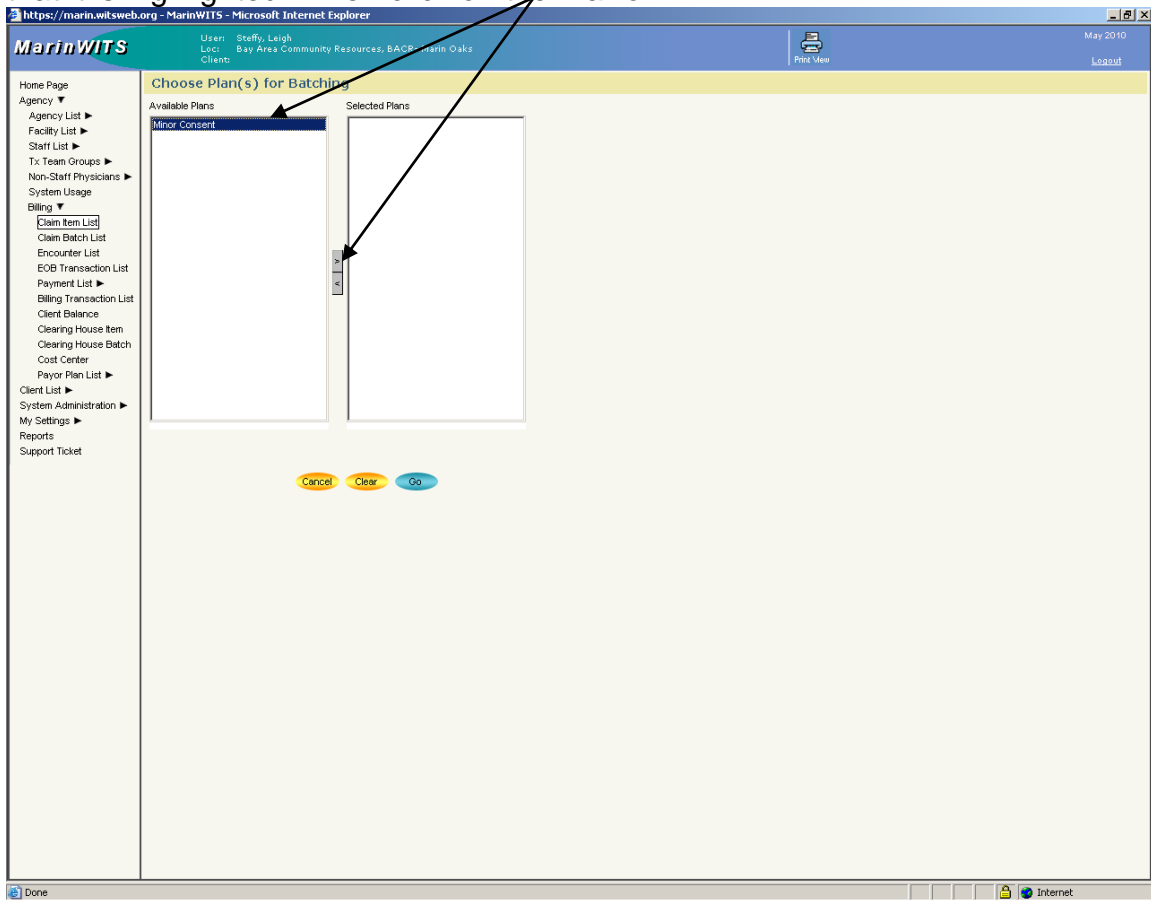 https://marin.witsweb.org - MarinWITS - Microsoft Internet Explorer
MarinWITS
User: Steffy, Leigh
Loc: Bay Area Community Resources, BACR- Marin Oaks
Client:
Print View
May 2010
Logout
Home Page
Agency ▼
Agency List ►
Facility List ►
Staff List ►
Tx Team Groups ►
Non-Staff Physicians ►
System Usage
Billing ▼
Claim Item List
Claim Batch List
Encounter List
EOB Transaction List
Payment List ►
Billing Transaction List
Client Balance
Clearing House Item
Clearing House Batch
Cost Center
Payor Plan List ►
Client List ►
System Administration ►
My Settings ►
Reports
Support Ticket
Choose Plan(s) for Batching
Available Plans
Selected Plans
Minor Consent
>
<
Cancel
Clear
Go
Done
Internet